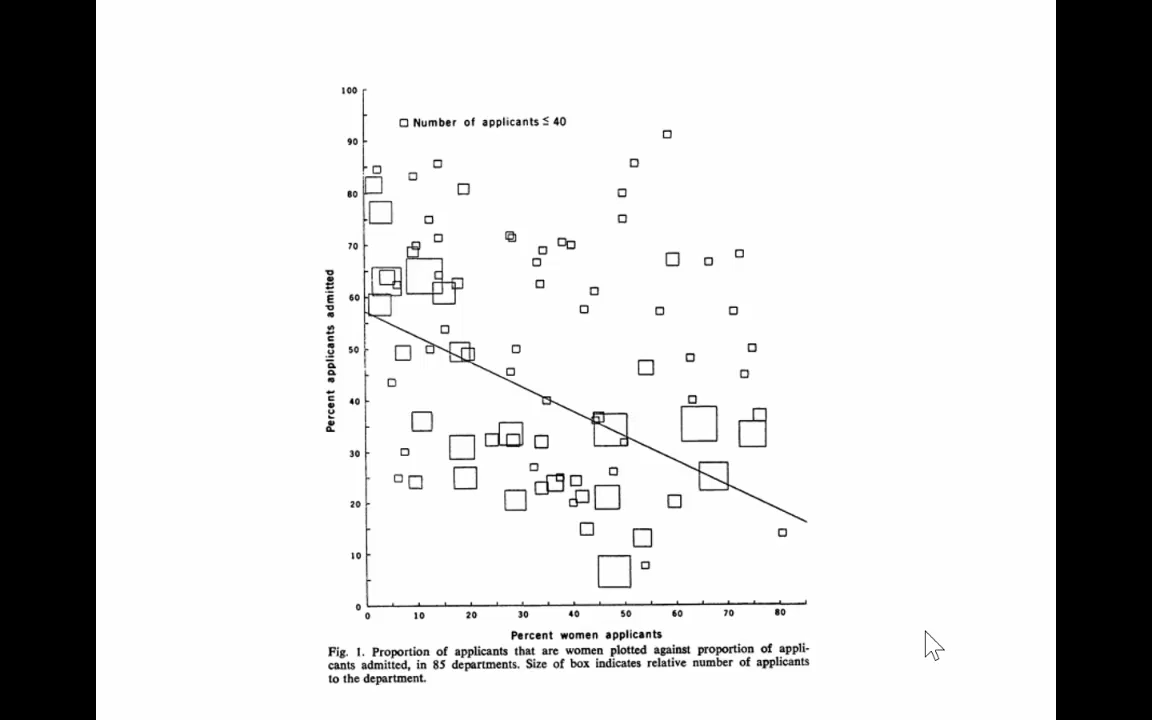 100
Number of applicants ≤ 40
90
80
70
60
50
40
30
20
10
0
Percent applicants admitted
0 10 20 30 40 50 60 70 80
Percent women applicants
Fig. 1. Proportion of applicants that are women plotted against proportion of appli-
cants admitted, in 85 departments. Size of box indicates relative number of applicants
to the department.